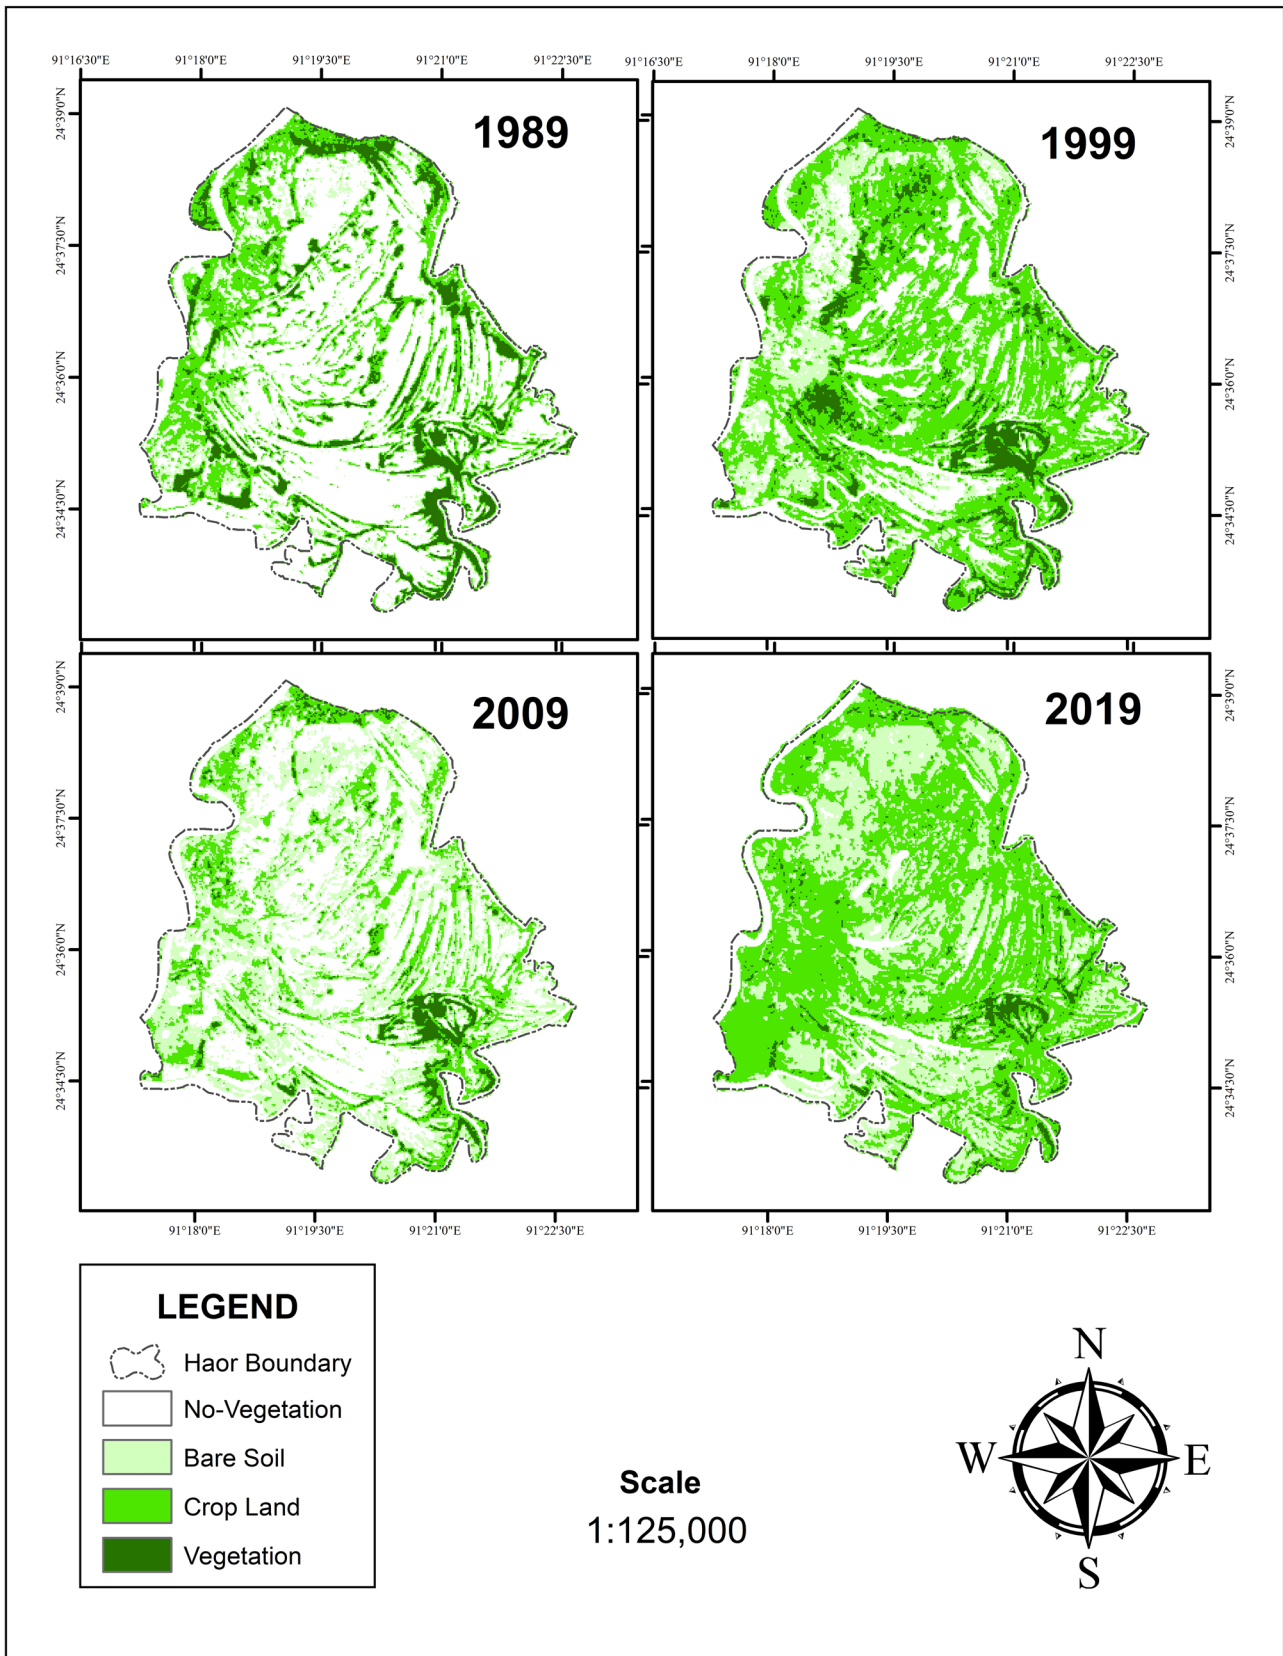 91°16'30"E 91°18'0"E 91°19'30"E 91°21'0"E 91°22'30"E 91°16'30"E 91°18'0"E 91°19'30"E 91°21'0"E 91°22'30"E
1989
1999
24°39'0"N
24°37'30"N
24°36'0"N
24°34'30"N
24°39'0"N
24°37'30"N
24°36'0"N
24°34'30"N
2009
2019
24°39'0"N
24°37'30"N
24°36'0"N
24°34'30"N
24°39'0"N
24°37'30"N
24°36'0"N
24°34'30"N
91°18'0"E 91°19'30"E 91°21'0"E 91°22'30"E 91°18'0"E 91°19'30"E 91°21'0"E 91°22'30"E
LEGEND
Haor Boundary
No-Vegetation
Bare Soil
Crop Land
Vegetation
Scale
1:125,000
N
W E
S